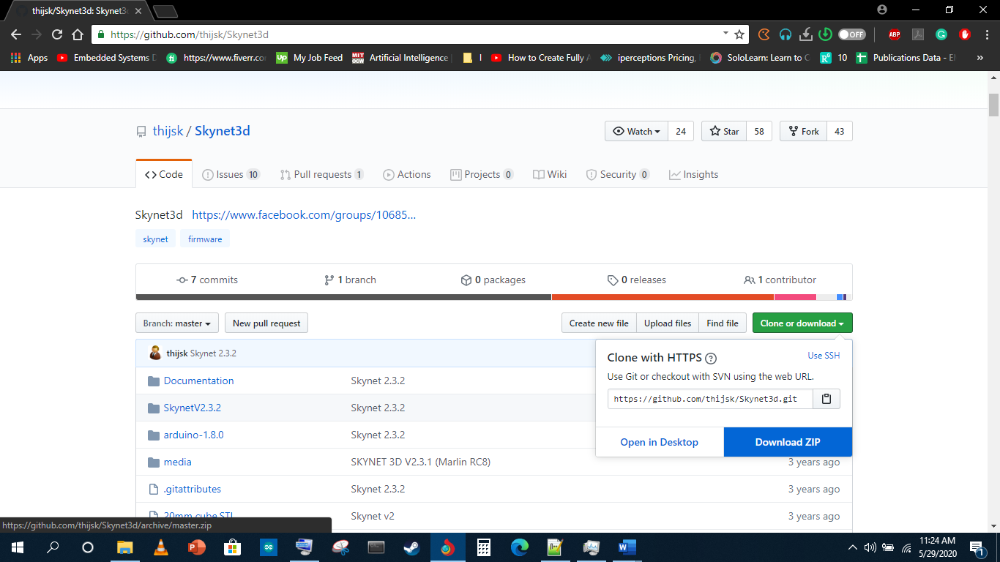 thijsk/Skynet3d: Skynet3d
https://github.com/thijsk/Skynet3d
OFF ABP
Apps Embedded Systems D https://www.fiverr.co My Job Feed MIT OCW Artificial Intelligence | I How to Create Fully A iperceptions Pricing, SoloLearn: Learn to C 10 Publications Data - »
thijsk / Skynet3d
Watch 24 Star 58 Fork 43
Code Issues 10 Pull requests 1 Actions Projects 0 Wiki Security 0 Insights
Skynet3d https://www.facebook.com/groups/10685...
skynet firmware
7 commits 1 branch 0 packages 0 releases 1 contributor
Branch: master New pull request Create new file Upload files Find file Clone or download
thijsk Skynet 2.3.2
Clone with HTTPS ? Use SSH
Use Git or checkout with SVN using the web URL.
https://github.com/thijsk/Skynet3d.git
Open in Desktop Download ZIP
Documentation Skynet 2.3.2
SkynetV2.3.2 Skynet 2.3.2
arduino-1.8.0 Skynet 2.3.2
media SKYNET 3D V2.3.1 (Marlin RC8) 3 years ago
.gitattributes Skynet 2.3.2 3 years ago
20mm cube.STL Skynet v2 3 years ago
https://github.com/thijsk/Skynet3d/archive/master.zip
11:24 AM
5/29/2020
1